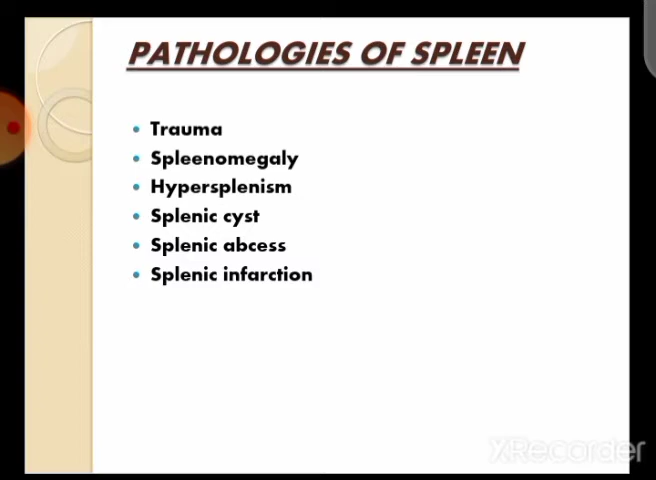 PATHOLOGIES OF SPLEEN
• Trauma
• Spleenomegaly
• Hypersplenism
• Splenic cyst
• Splenic abcess
• Splenic infarction
XRecorder